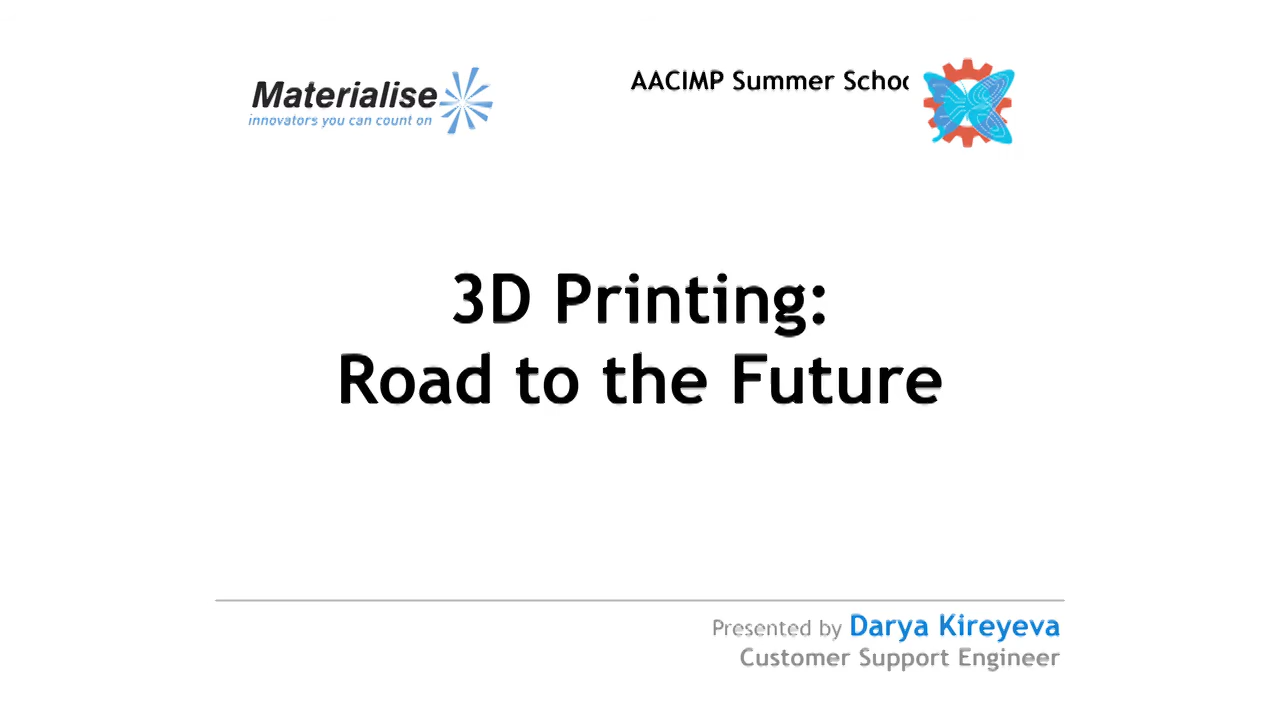 Materialise
innovators you can count on
AACIMP Summer Schoo
3D Printing:
Road to the Future
Presented by Darya Kireyeva
Customer Support Engineer